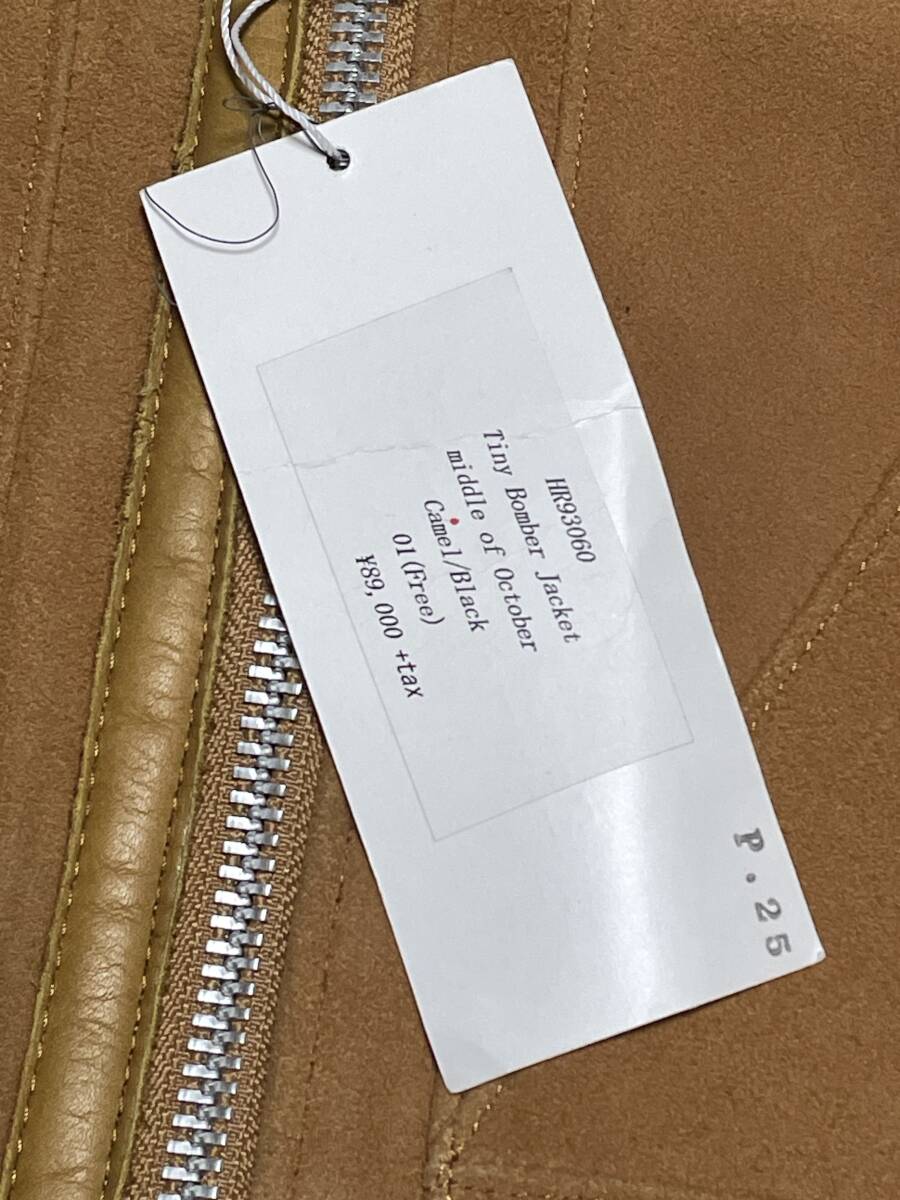 HR93060
Tiny Bomber Jacket
middle of October
Camel/Black
01(Free)
¥89,000 +tax
P.25